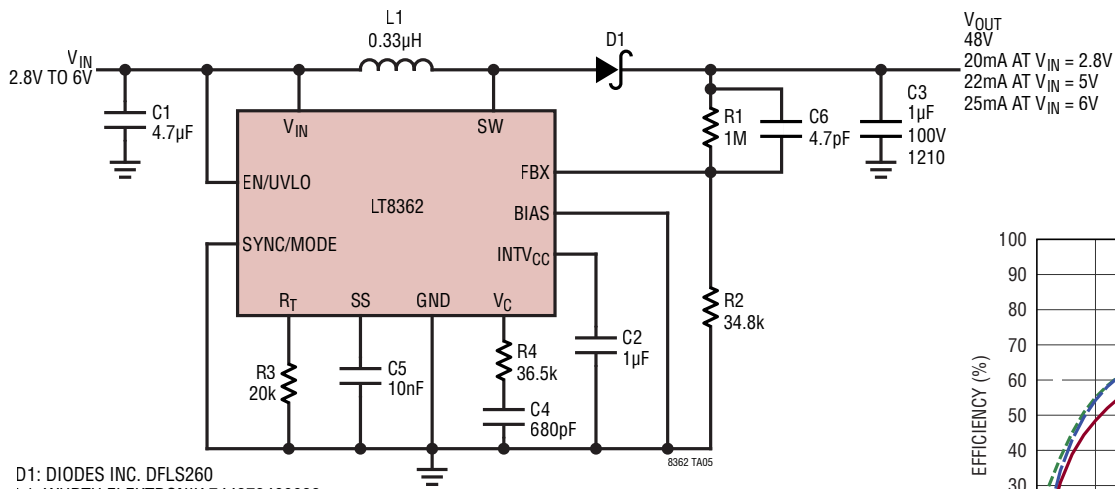 L1
0.33µH
D1
VIN
2.8V TO 6V
VOUT
48V
20mA AT VIN = 2.8V
22mA AT VIN = 5V
25mA AT VIN = 6V
C1
4.7µF
VIN
SW
R1
1M
C6
4.7pF
C3
1µF
100V
1210
EN/UVLO
FBX
LT8362
BIAS
SYNC/MODE
INTVCC
RT
SS
GND
VC
R2
34.8k
R3
20k
C5
10nF
R4
36.5k
C4
680pF
C2
1µF
8362 TA05
D1: DIODES INC. DFLS260
100
90
80
70
60
50
40
30
EFFICIENCY (%)